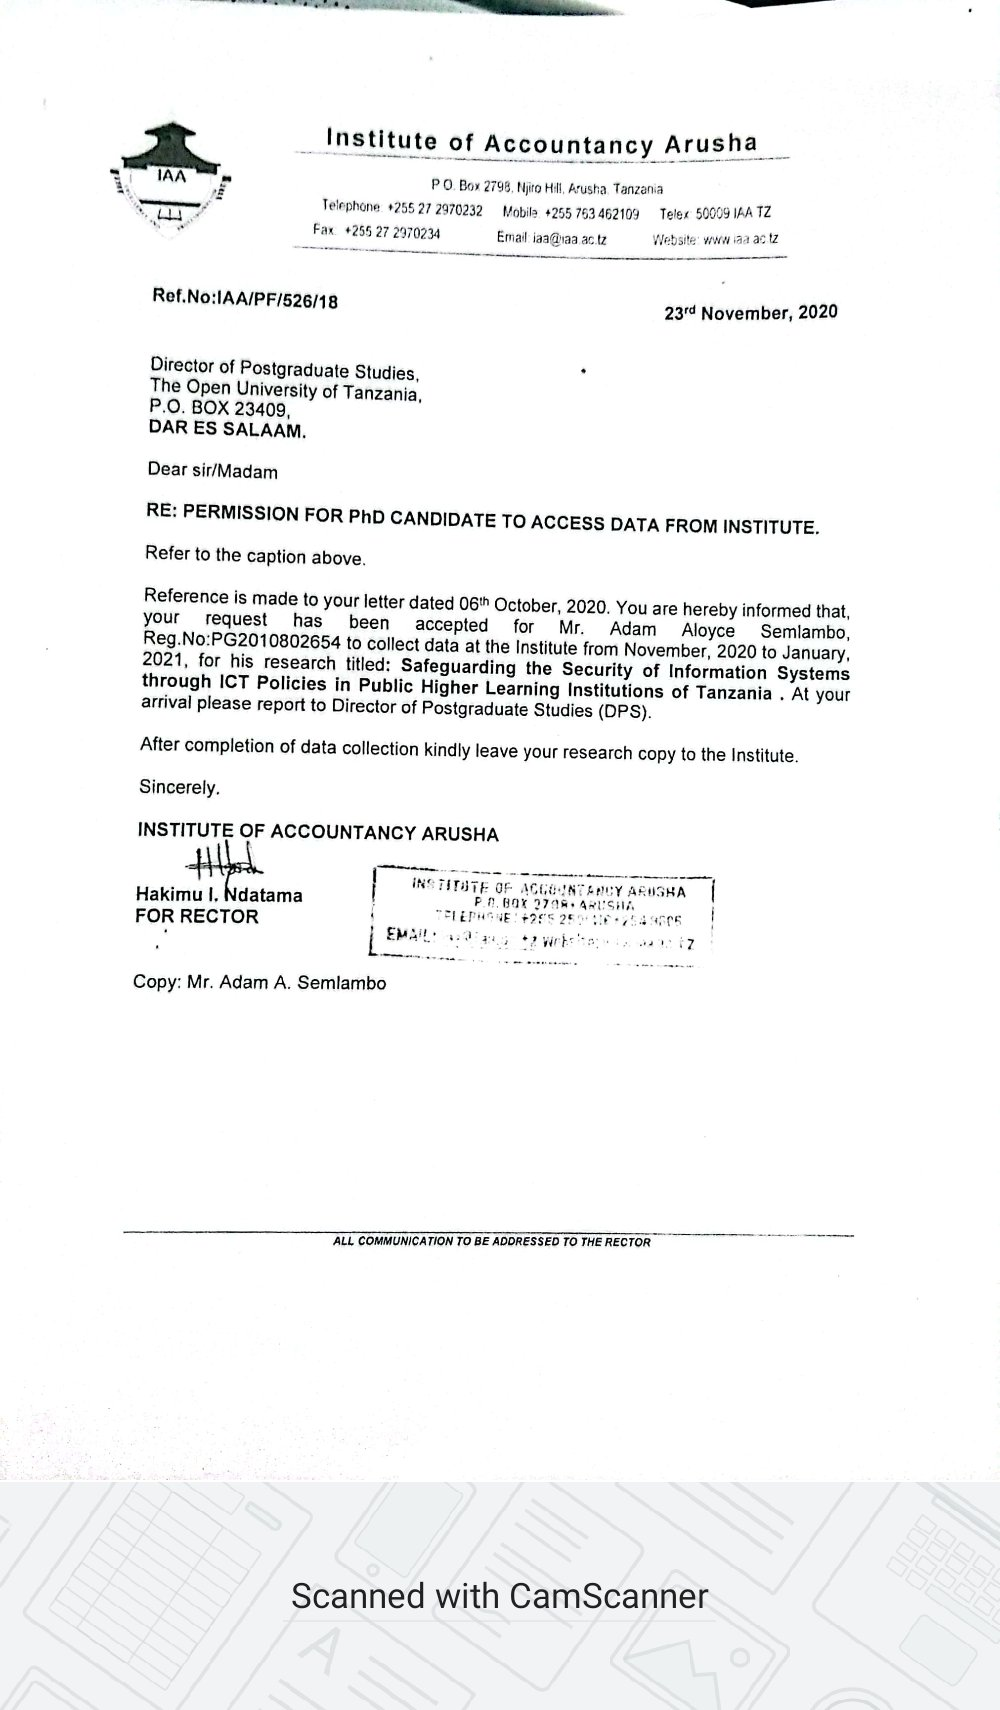 IAA
Institute of Accountancy Arusha
P O. Box 2798, Njiro Hill, Arusha, Tanzania
Telephone +255 27 2970232 Mobile +255 763 462109 Telex 50009 IAA TZ
Fax +255 27 2970234 Email iaa@iaa.ac.tz Website: www iaa ac tz
Ref.No:IAA/PF/526/18
23rd November, 2020
Director of Postgraduate Studies,
The Open University of Tanzania,
P.O. BOX 23409,
DAR ES SALAAM.
Dear sir/Madam
RE: PERMISSION FOR PhD CANDIDATE TO ACCESS DATA FROM INSTITUTE.
Refer to the caption above.
Reference is made to your letter dated 06th October, 2020. You are hereby informed that,
your request has been accepted for Mr. Adam Aloyce Semlambo,
Reg.No:PG2010802654 to collect data at the Institute from November, 2020 to January,
2021, for his research titled: Safeguarding the Security of Information Systems
through ICT Policies in Public Higher Learning Institutions of Tanzania . At your
arrival please report to Director of Postgraduate Studies (DPS).
After completion of data collection kindly leave your research copy to the Institute.
Sincerely.
INSTITUTE OF ACCOUNTANCY ARUSHA
Hakimu I. Ndatama
FOR RECTOR
INSTITUTE OF ACCOUNTANCY ARUSHA
P.O. BOX 2798 ARUSHA
TELEPHONE: +255
EMAIL:
Copy: Mr. Adam A. Semlambo
ALL COMMUNICATION TO BE ADDRESSED TO THE RECTOR
Scanned with CamScanner